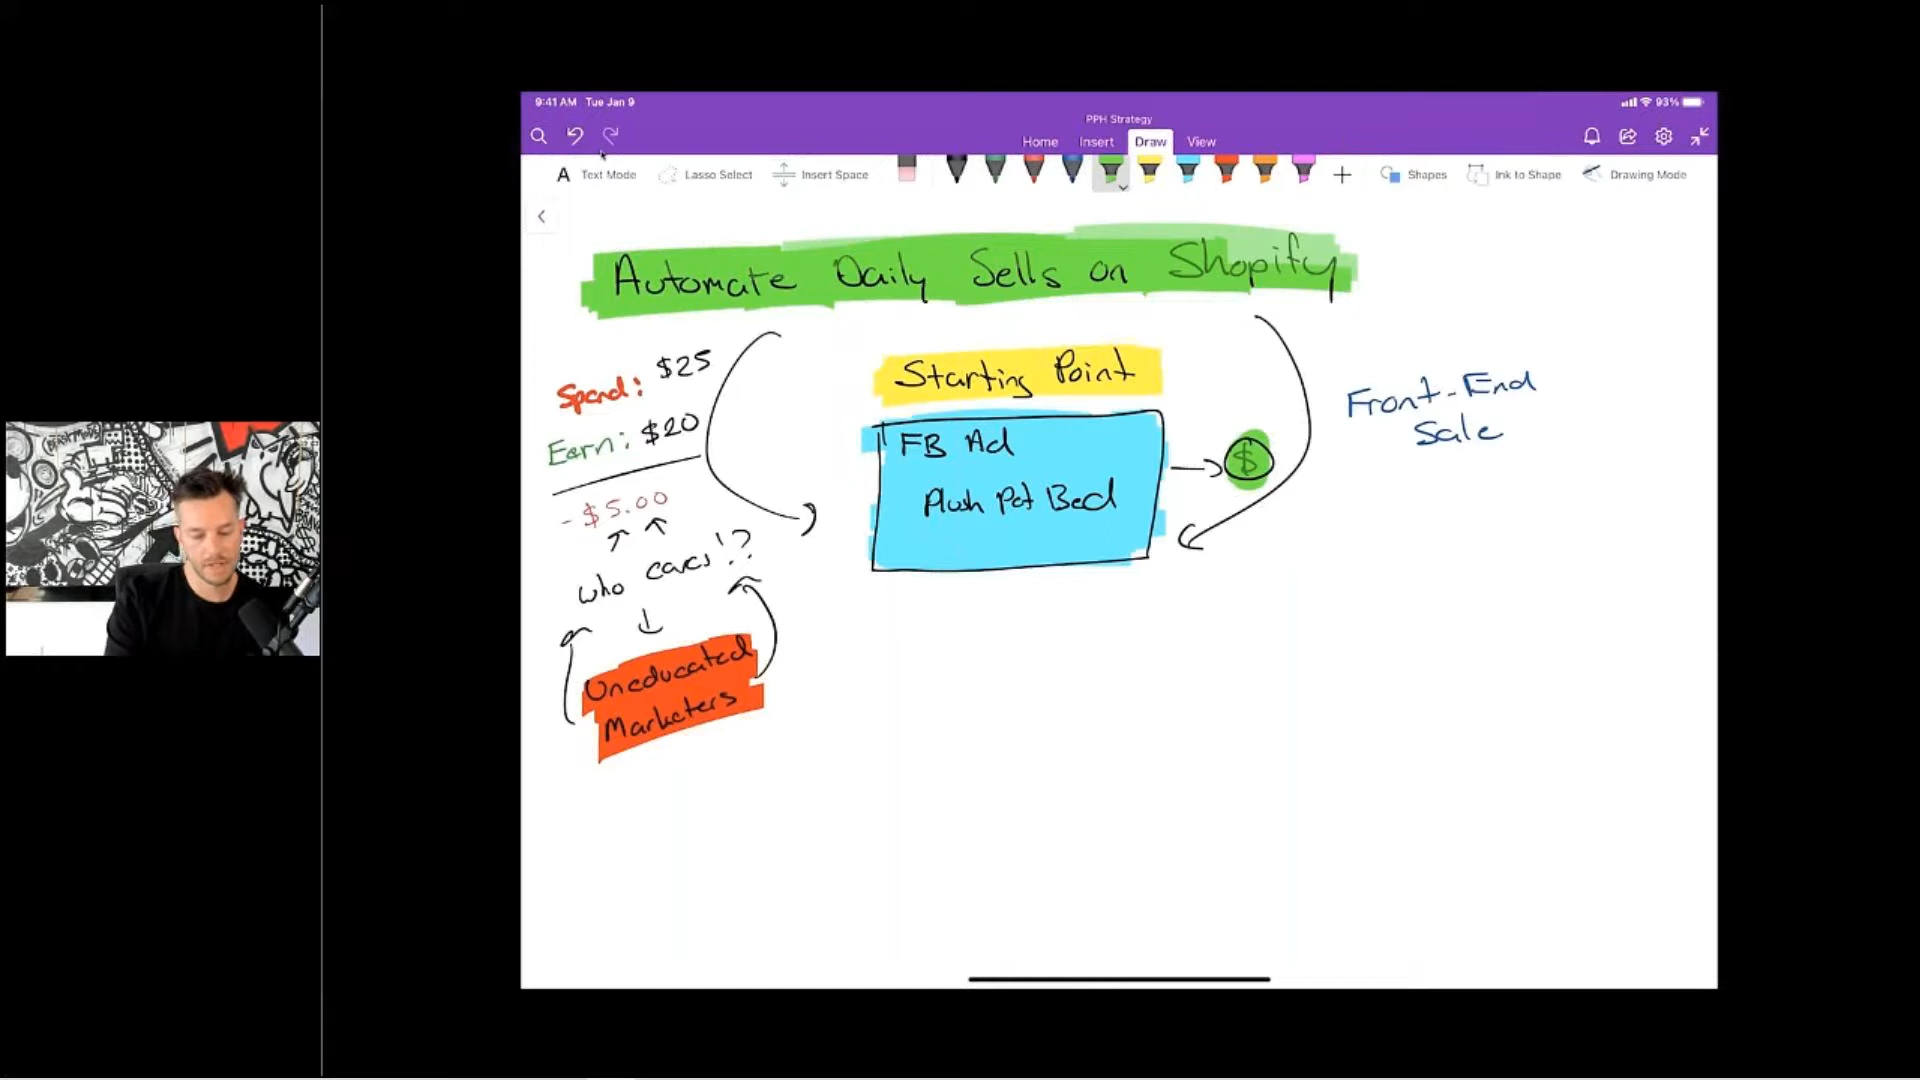 9:41 AM Tue Jan 9
93%
PPH Strategy
Home Insert Draw View
A Text Mode Lasso Select Insert Space Shapes Ink to Shape Drawing Mode
Automate Daily Sells on Shopify
Spend: $25
Earn: $20
- $5.00
who cares!?
Uneducated
Marketers
Starting Point
FB Ad
Plush Pet Bed
$
Front-End
Sale